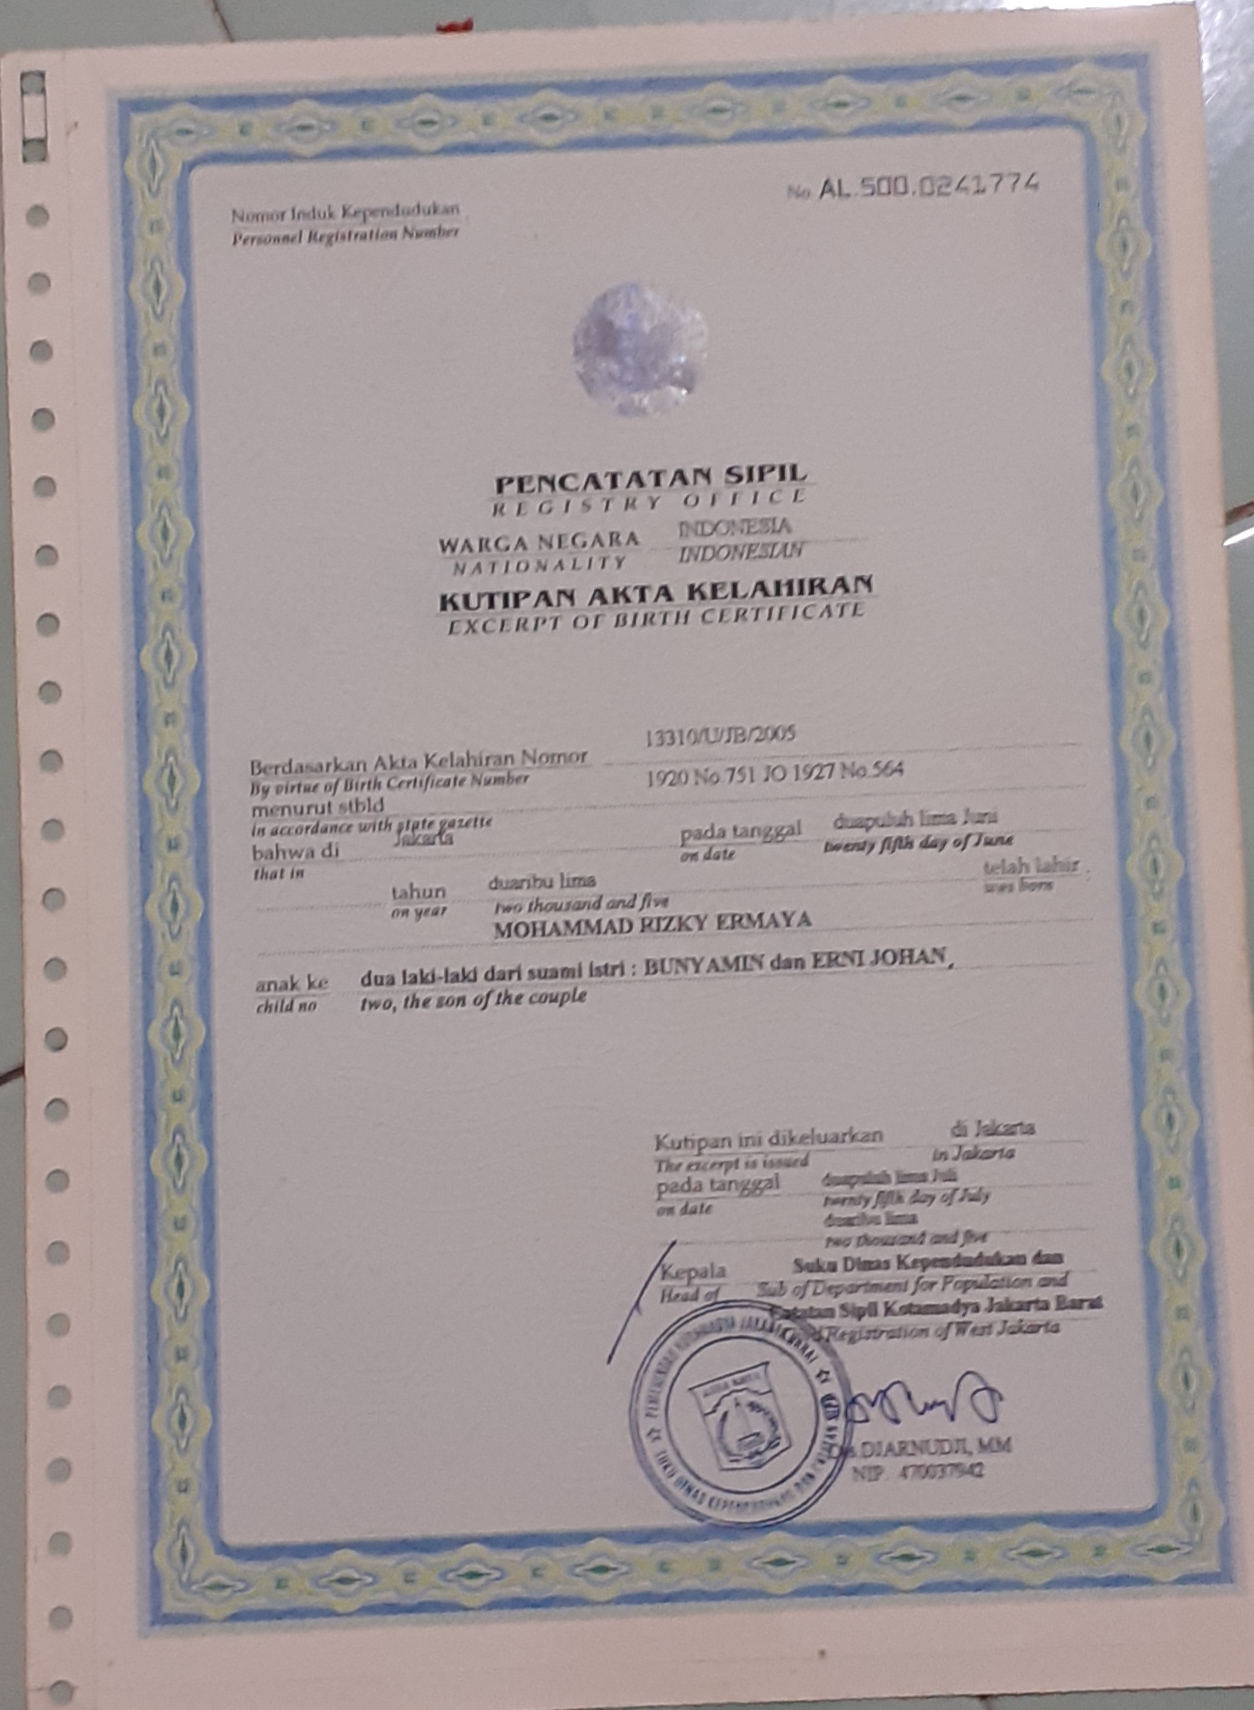 No. AL.500.0241774
Nomor Induk Kependudukan
Personnel Registration Number
PENCATATAN SIPIL
REGISTRY OFFICE
WARGA NEGARA INDONESIA
NATIONALITY INDONESIAN
KUTIPAN AKTA KELAHIRAN
EXCERPT OF BIRTH CERTIFICATE
Berdasarkan Akta Kelahiran Nomor 13310/U/JB/2005
By virtue of Birth Certificate Number
menurut stbld 1920 No.751 JO 1927 No.564
in accordance with state gazette
bahwa di Jakarta pada tanggal duapuluh lima Juni
that in on date twenty fifth day of June
tahun duaribu lima telah lahir
on year two thousand and five was born
MOHAMMAD RIZKY ERMAYA
anak ke dua laki-laki dari suami istri : BUNYAMIN dan ERNI JOHAN,
child no two, the son of the couple
Kutipan ini dikeluarkan di Jakarta
The excerpt is issued in Jakarta
pada tanggal duapuluh lima Juli
on date twenty fifth day of July
duaribu lima
two thousand and five
Kepala Suku Dinas Kependudukan dan
Head of Sub of Department for Population and
Catatan Sipil Kotamadya Jakarta Barat
Registration of West Jakarta
DJARNUDJI, MM
NIP. 470037942